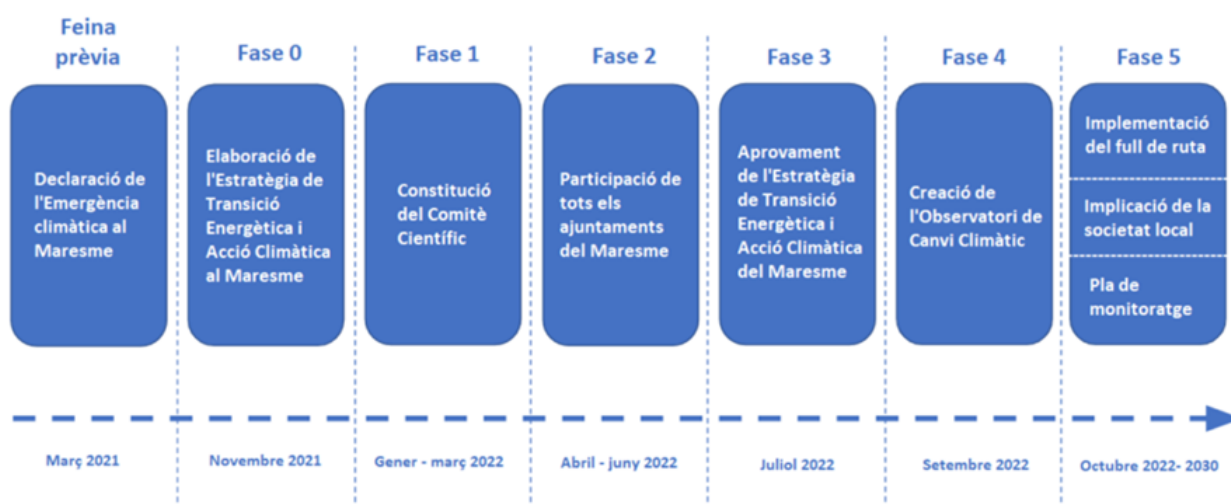 Feina
prèvia
Fase 0
Fase 1
Fase 2
Fase 3
Fase 4
Fase 5
Declaració de
l'Emergència
climàtica al
Maresme
Elaboració de
l'Estratègia de
Transició
Energètica i
Acció Climàtica
al Maresme
Constitució
del Comitè
Científic
Participació de
tots els
ajuntaments
del Maresme
Aprovament
de l'Estratègia
de Transició
Energètica i
Acció Climàtica
del Maresme
Creació de
l'Observatori de
Canvi Climàtic
Implementació
del full de ruta
Implicació de la
societat local
Pla de
monitoratge
Març 2021
Novembre 2021
Gener - març 2022
Abril - juny 2022
Juliol 2022
Setembre 2022
Octubre 2022- 2030